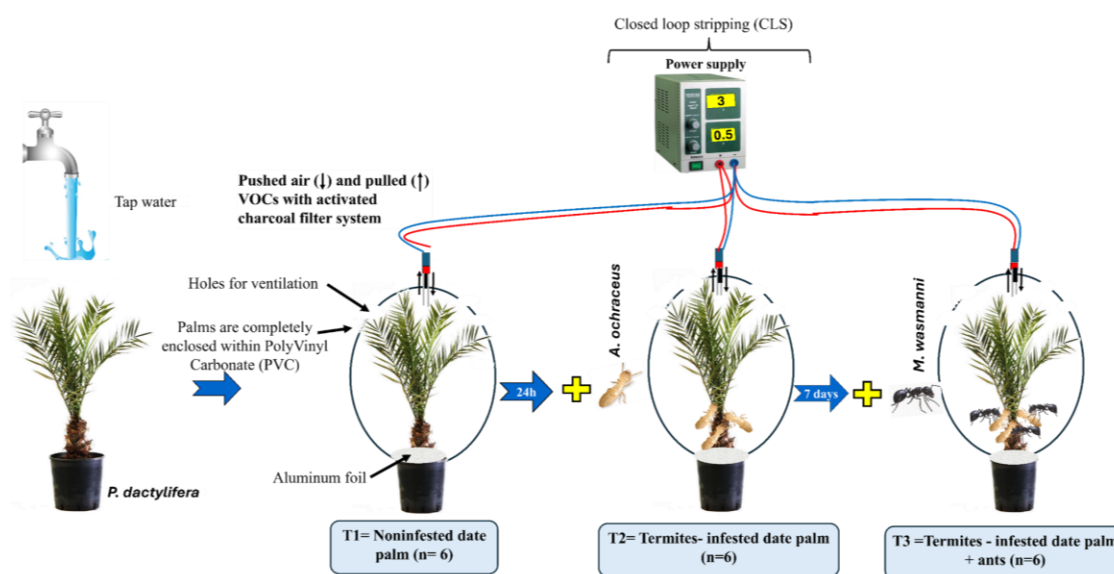 Closed loop stripping (CLS)
Power supply
3
0.5
Tap water
Pushed air (↓) and pulled (↑)
VOCs with activated
charcoal filter system
Holes for ventilation
Palms are completely
enclosed within PolyVinyl
Carbonate (PVC)
Aluminum foil
P. dactylifera
24h
A. ochraceus
7 days
M. wasmanni
T1= Noninfested date
palm (n= 6)
T2= Termites- infested date palm
(n=6)
T3 =Termites - infested date palm
+ ants (n=6)